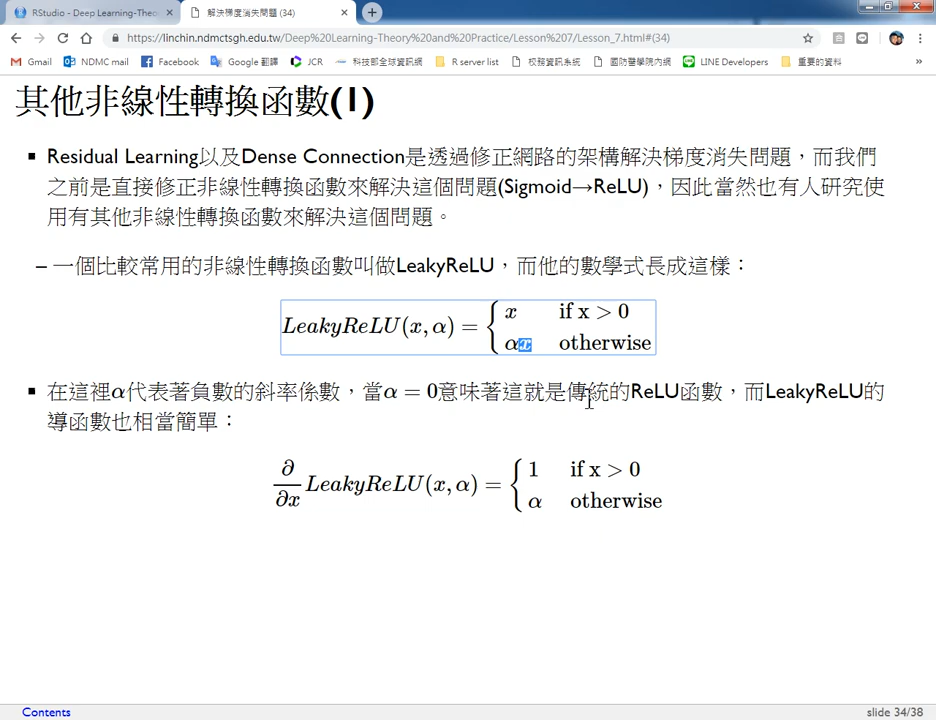 RStudio - Deep Learning-Theo
解決梯度消失問題 (34)
https://linchin.ndmctsgh.edu.tw/Deep%20Learning-Theory%20and%20Practice/Lesson%207/Lesson_7.html#(34)
Gmail NDMC mail Facebook Google 翻譯 JCR 科技部全球資訊網 R server list 校務資訊系統 國防醫學院內網 LINE Developers 重要的資料 »
其他非線性轉換函數(1)
Residual Learning以及Dense Connection是透過修正網路的架構解決梯度消失問題，而我們
之前是直接修正非線性轉換函數來解決這個問題(Sigmoid→ReLU)，因此當然也有人研究使
用有其他非線性轉換函數來解決這個問題。
– 一個比較常用的非線性轉換函數叫做LeakyReLU，而他的數學式長成這樣：
LeakyReLU(x, α) = { x if x > 0
αx otherwise
在這裡α代表著負數的斜率係數，當α = 0意味著這就是傳統的ReLU函數，而LeakyReLU的
導函數也相當簡單：
∂/∂x LeakyReLU(x, α) = { 1 if x > 0
α otherwise
Contents
slide 34/38